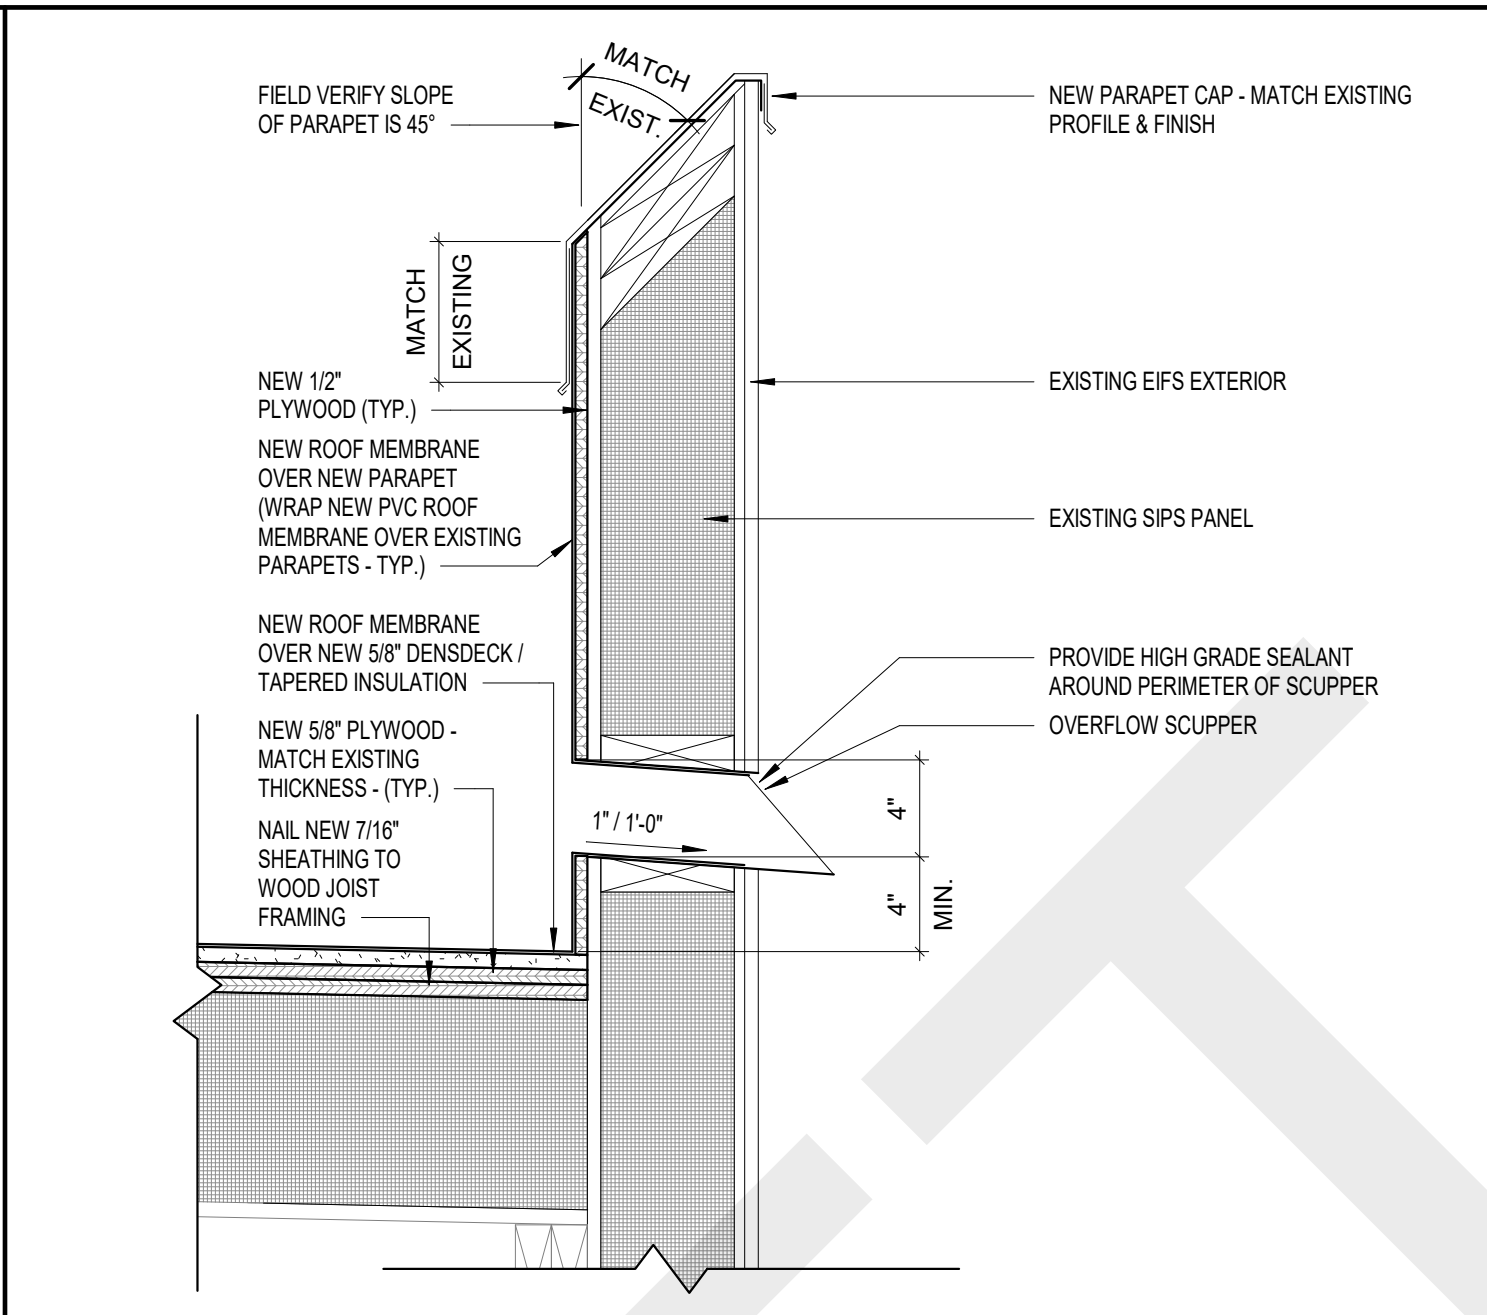 MATCH
EXIST.
FIELD VERIFY SLOPE
OF PARAPET IS 45°
NEW PARAPET CAP - MATCH EXISTING
PROFILE & FINISH
MATCH
EXISTING
NEW 1/2"
PLYWOOD (TYP.)
EXISTING EIFS EXTERIOR
NEW ROOF MEMBRANE
OVER NEW PARAPET
(WRAP NEW PVC ROOF
MEMBRANE OVER EXISTING
PARAPETS - TYP.)
EXISTING SIPS PANEL
NEW ROOF MEMBRANE
OVER NEW 5/8" DENSDECK /
TAPERED INSULATION
PROVIDE HIGH GRADE SEALANT
AROUND PERIMETER OF SCUPPER
OVERFLOW SCUPPER
NEW 5/8" PLYWOOD -
MATCH EXISTING
THICKNESS - (TYP.)
NAIL NEW 7/16"
SHEATHING TO
WOOD JOIST
FRAMING
1" / 1'-0"
4"
4"
MIN.